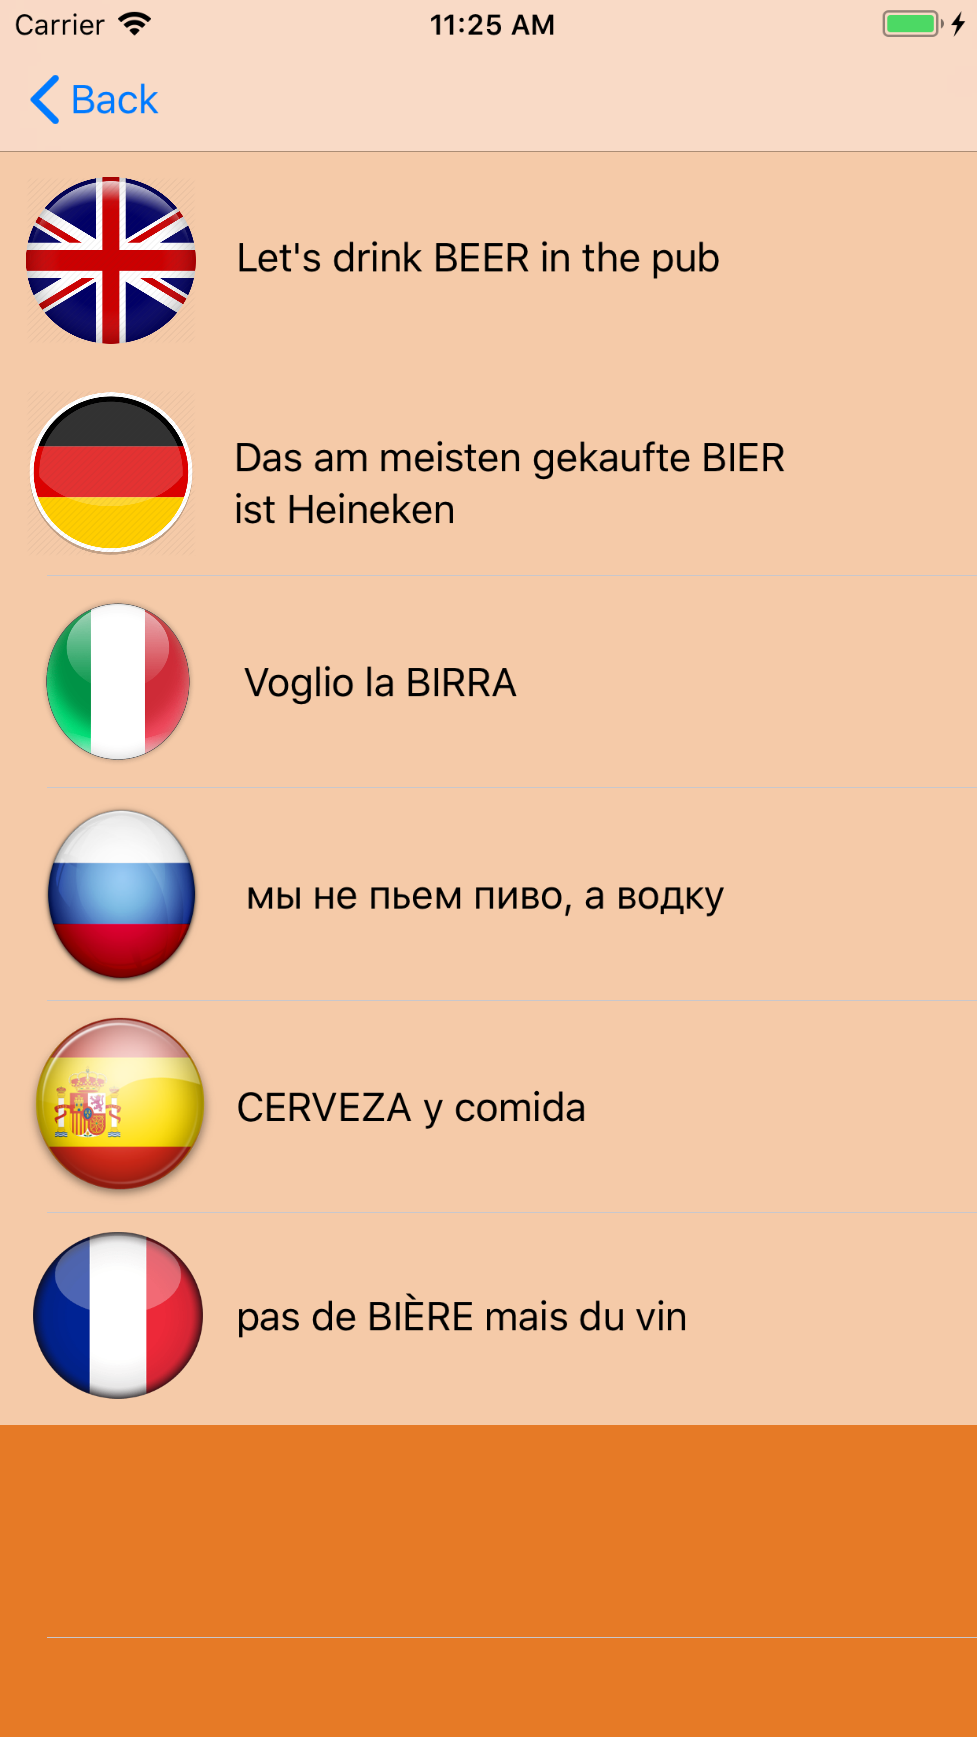 Carrier
11:25 AM
Back
Let's drink BEER in the pub
Das am meisten gekaufte BIER
ist Heineken
Voglio la BIRRA
мы не пьем пиво, а водку
CERVEZA y comida
pas de BIÈRE mais du vin